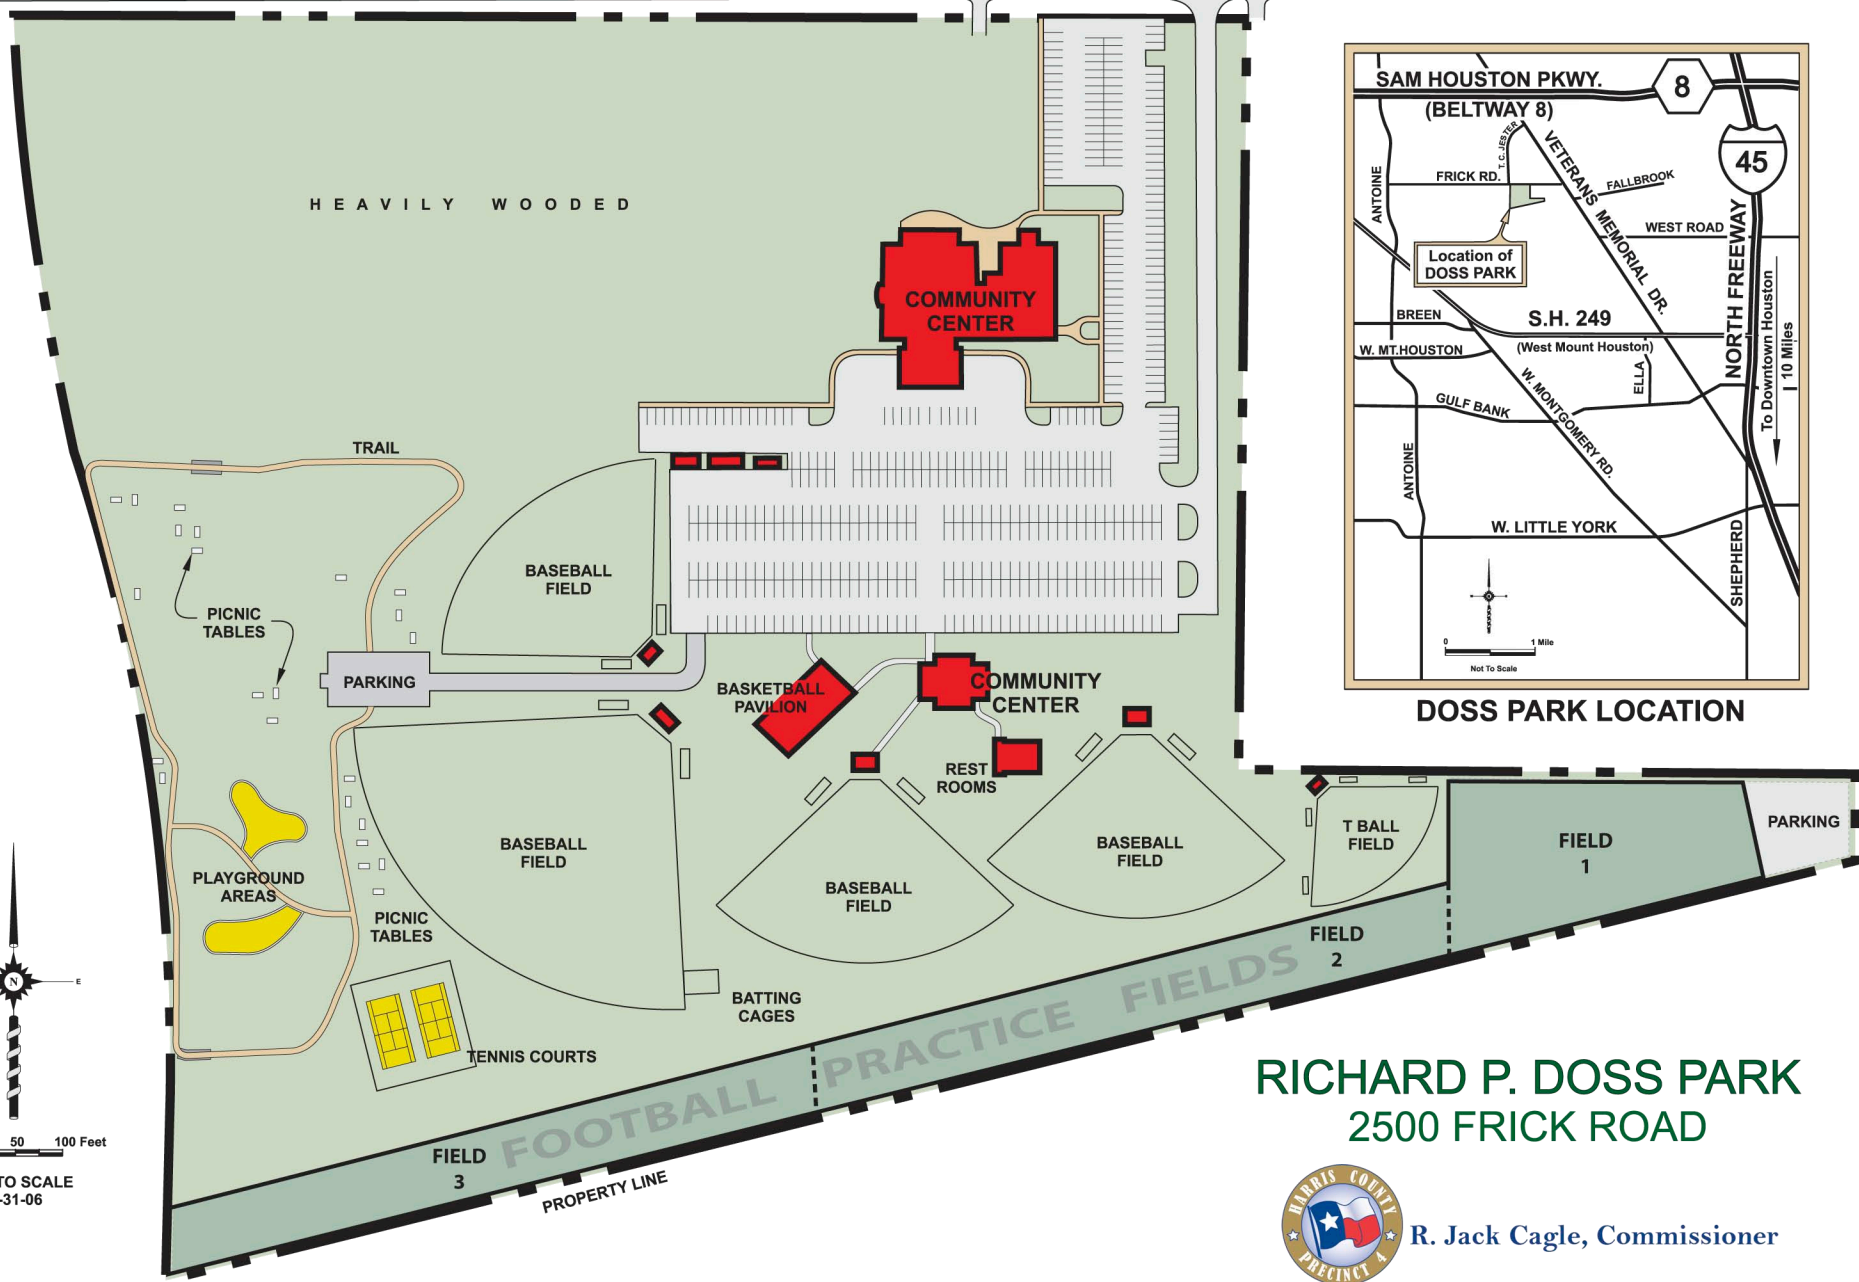 HEAVILY WOODED
COMMUNITY
CENTER
TRAIL
BASEBALL
FIELD
PICNIC
TABLES
PARKING
BASKETBALL
PAVILION
COMMUNITY
CENTER
REST
ROOMS
BASEBALL
FIELD
BASEBALL
FIELD
BASEBALL
FIELD
T BALL
FIELD
FIELD
1
PARKING
PLAYGROUND
AREAS
PICNIC
TABLES
BATTING
CAGES
TENNIS COURTS
FIELD
2
FOOTBALL PRACTICE FIELDS
FIELD
3
PROPERTY LINE
N
E
50 100 Feet
TO SCALE
-31-06
SAM HOUSTON PKWY.
(BELTWAY 8)
8
45
T. C. JESTER
VETERANS MEMORIAL DR.
FRICK RD.
FALLBROOK
ANTOINE
WEST ROAD
Location of
DOSS PARK
NORTH FREEWAY
To Downtown Houston
10 Miles
BREEN
S.H. 249
(West Mount Houston)
W. MT.HOUSTON
ELLA
GULF BANK
W. MONTGOMERY RD.
ANTOINE
W. LITTLE YORK
SHEPHERD
0 1 Mile
Not To Scale
DOSS PARK LOCATION
RICHARD P. DOSS PARK
2500 FRICK ROAD
HARRIS COUNTY
PRECINCT 4
R. Jack Cagle, Commissioner